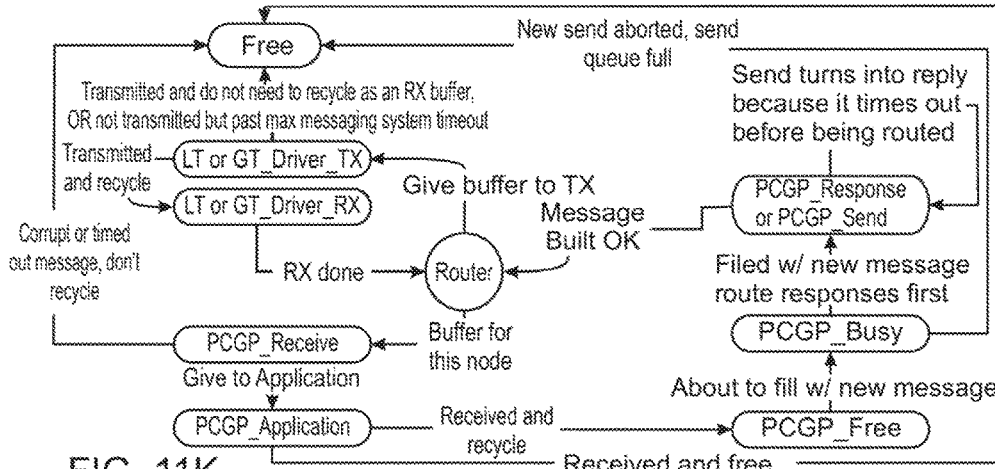 Free
New send aborted, send
queue full
Transmitted and do not need to recycle as an RX buffer,
OR not transmitted but past max messaging system timeout
Send turns into reply
because it times out
before being routed
Transmitted
and recycle
LT or GT_Driver_TX
LT or GT_Driver_RX
Give buffer to TX
Message
Built OK
PCGP_Response
or PCGP_Send
Corrupt or timed
out message, don't
recycle
RX done
Router
Filed w/ new message
route responses first
PCGP_Receive
Buffer for
this node
PCGP_Busy
Give to Application
About to fill w/ new message
PCGP_Application
Received and
recycle
PCGP_Free
FIG. 11K
Received and free